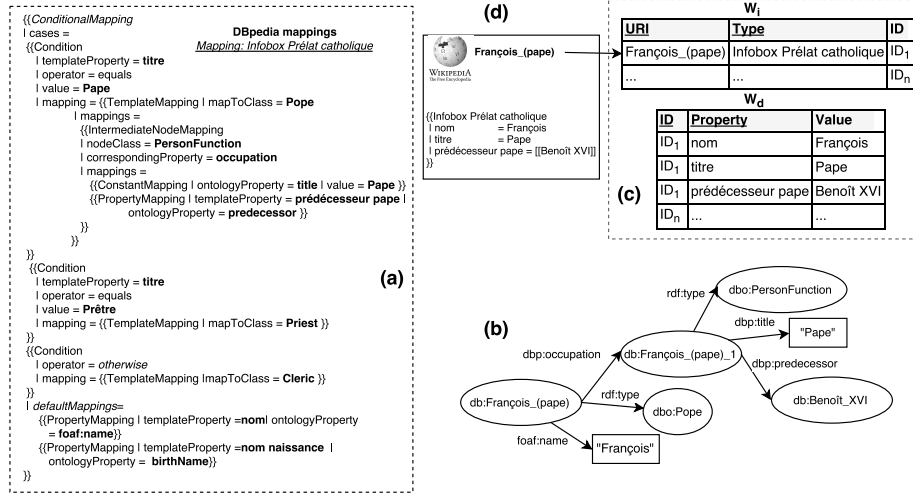 {{ConditionalMapping
| cases =
DBpedia mappings
Mapping: Infobox Prélat catholique
{{Condition
| templateProperty = titre
| operator = equals
| value = Pape
| mapping = {{TemplateMapping | mapToClass = Pope
| mappings =
{{IntermediateNodeMapping
| nodeClass = PersonFunction
| correspondingProperty = occupation
| mappings =
{{ConstantMapping | ontologyProperty = title | value = Pape }}
{{PropertyMapping | templateProperty = prédécesseur pape |
ontologyProperty = predecessor }}
}}
}}
}}
{{Condition
| templateProperty = titre
| operator = equals
| value = Prêtre
| mapping = {{TemplateMapping | mapToClass = Priest }}
}}
{{Condition
| operator = otherwise
| mapping = {{TemplateMapping |mapToClass = Cleric }}
}}
| defaultMappings=
{{PropertyMapping | templateProperty =nom| ontologyProperty
= foaf:name}}
{{PropertyMapping | templateProperty =nom naissance |
ontologyProperty = birthName}}
}}
(a)
(d)
François_(pape)
WIKIPEDIA
The Free Encyclopedia
{{Infobox Prélat catholique
| nom = François
| titre = Pape
| prédécesseur pape = [[Benoît XVI]]
}}
Wi
URI Type ID
François_(pape) Infobox Prélat catholique ID1
... ... IDn
Wd
ID Property Value
ID1 nom François
ID1 titre Pape
ID1 prédécesseur pape Benoît XVI
IDn ... ...
(c)
(b)
dbo:PersonFunction
rdf:type
dbp:title
"Pape"
dbp:occupation
db:François_(pape)_1
dbp:predecessor
db:François_(pape)
rdf:type
dbo:Pope
db:Benoît_XVI
foaf:name
"François"